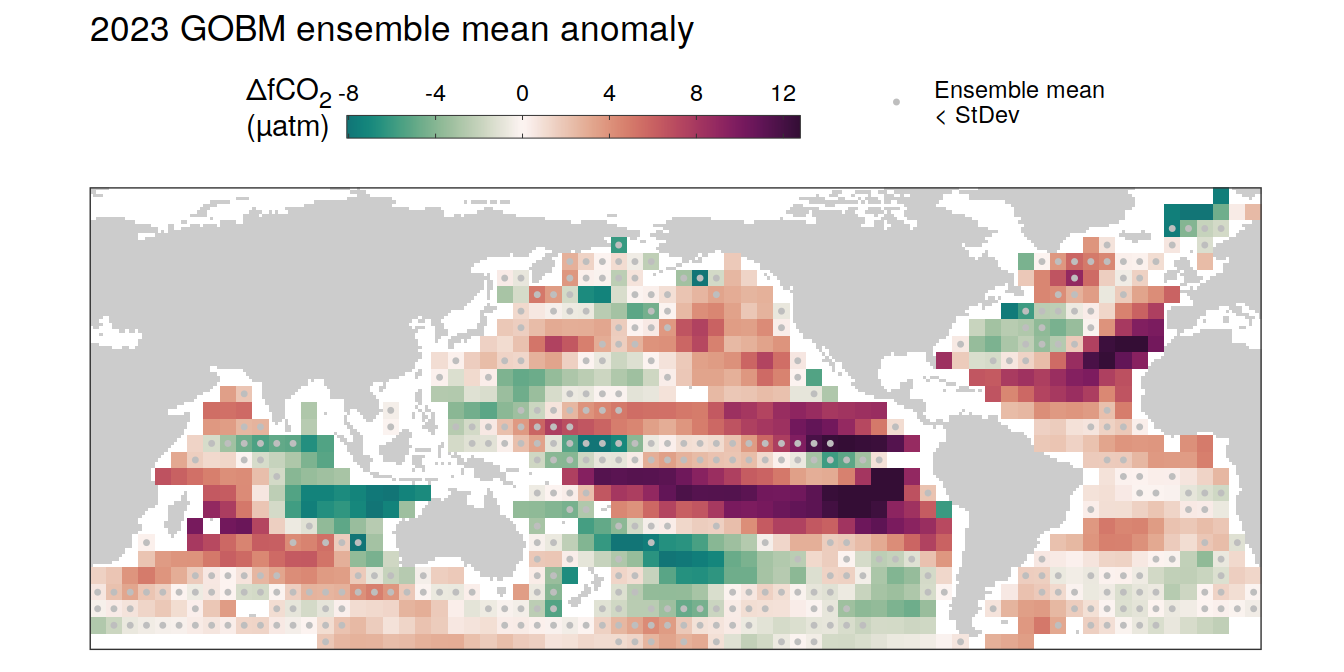 2023 GOBM ensemble mean anomaly
ΔfCO₂ -8 -4 0 4 8 12
(µatm)
Ensemble mean
< StDev